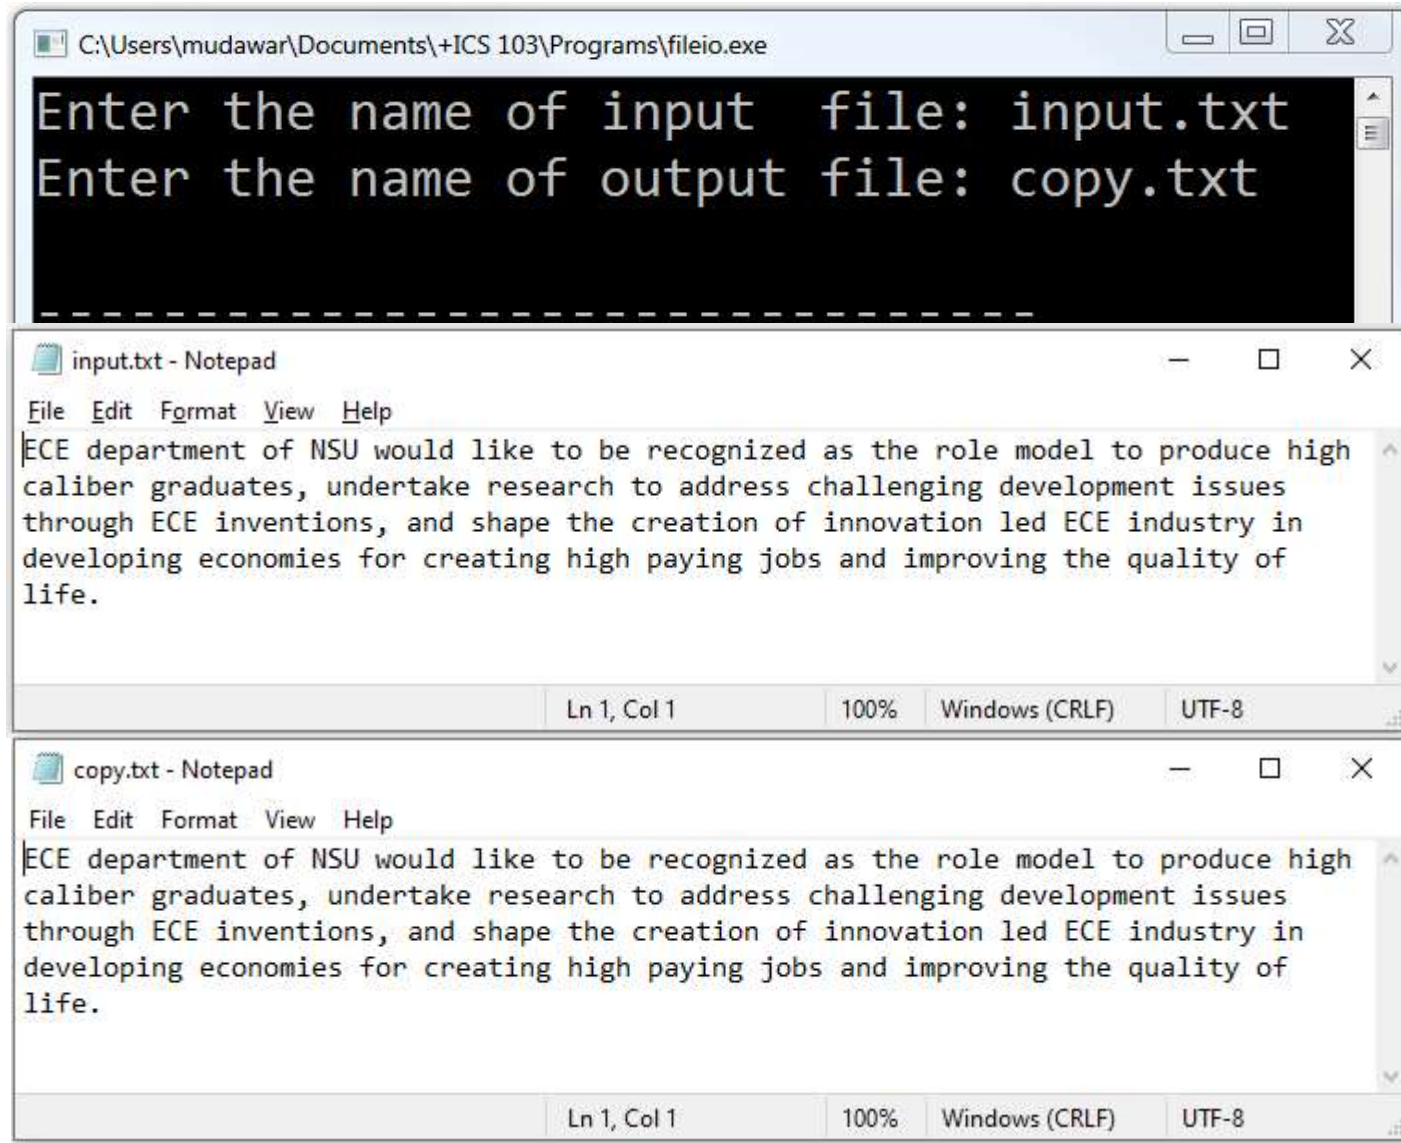 C:\Users\mudawar\Documents\+ICS 103\Programs\fileio.exe
Enter the name of input  file: input.txt
Enter the name of output file: copy.txt
---------------------------------
input.txt - Notepad
File Edit Format View Help
ECE department of NSU would like to be recognized as the role model to produce high
caliber graduates, undertake research to address challenging development issues
through ECE inventions, and shape the creation of innovation led ECE industry in
developing economies for creating high paying jobs and improving the quality of
life.
Ln 1, Col 1 100% Windows (CRLF) UTF-8
copy.txt - Notepad
File Edit Format View Help
ECE department of NSU would like to be recognized as the role model to produce high
caliber graduates, undertake research to address challenging development issues
through ECE inventions, and shape the creation of innovation led ECE industry in
developing economies for creating high paying jobs and improving the quality of
life.
Ln 1, Col 1 100% Windows (CRLF) UTF-8